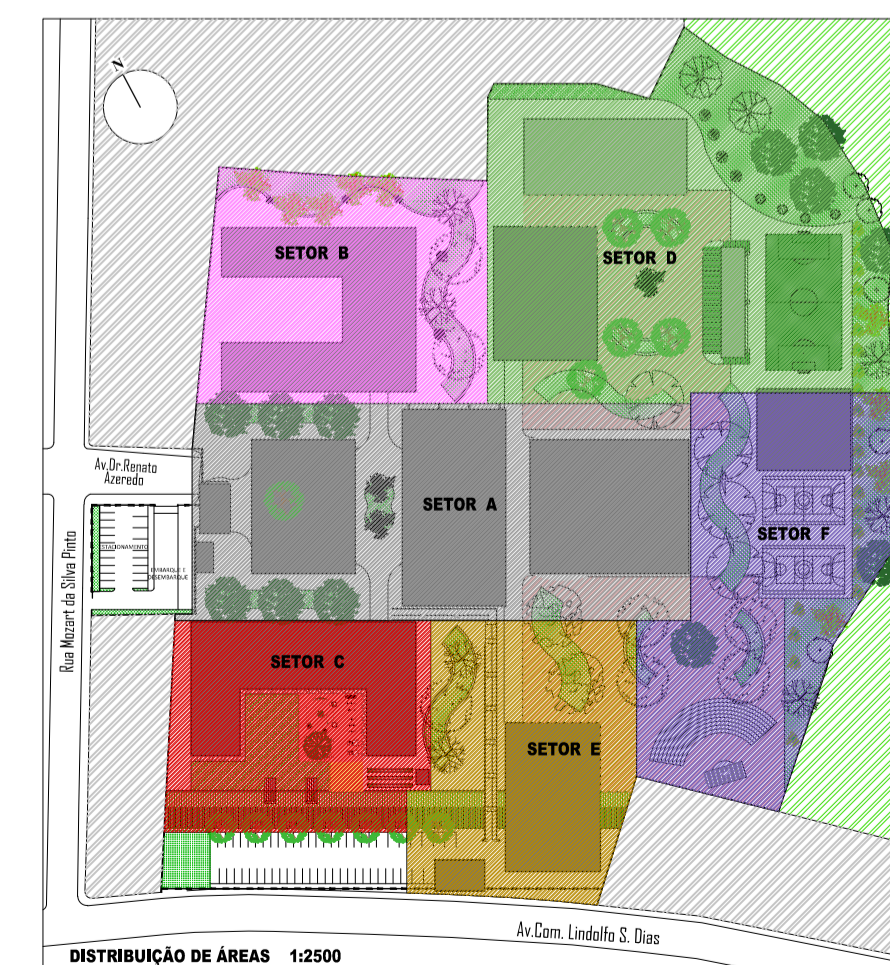 N
SETOR B
SETOR D
Av.Dr.Renato
Azeredo
SETOR A
SETOR F
ESTACIONAMENTO
EMBARQUE E
DESEMBARQUE
Rua Mozart da Silva Pinto
SETOR C
SETOR E
Av.Com. Lindolfo S. Dias
DISTRIBUIÇÃO DE ÁREAS 1:2500